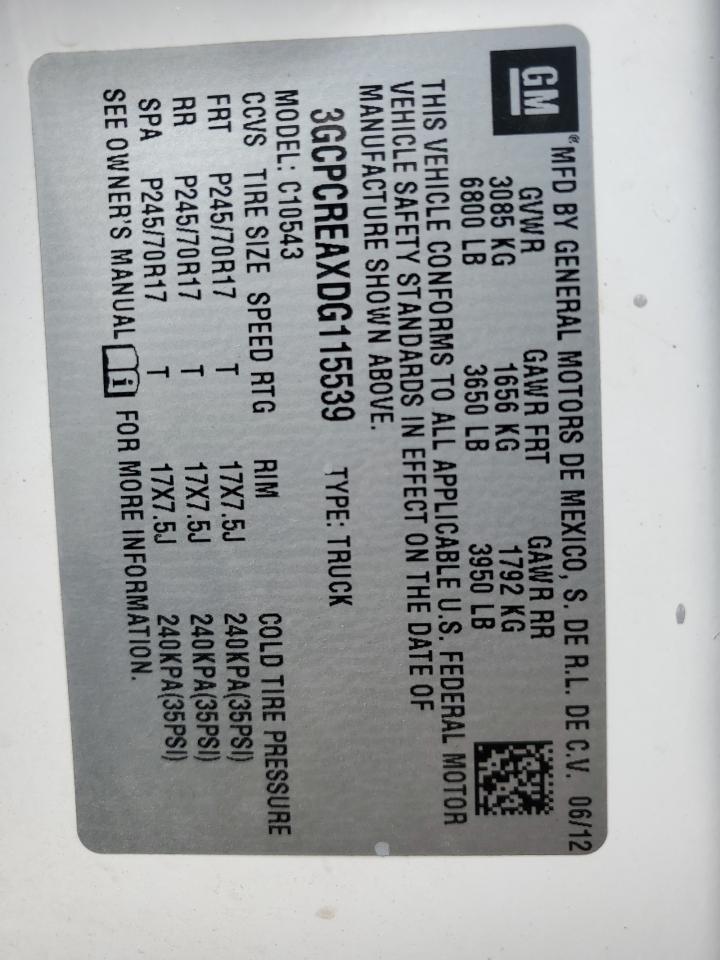 GM
® MFD BY GENERAL MOTORS DE MEXICO, S. DE R.L. DE C.V. 06/12
GVWR GAWR FRT GAWR RR
3085 KG 1656 KG 1792 KG
6800 LB 3650 LB 3950 LB
THIS VEHICLE CONFORMS TO ALL APPLICABLE U.S. FEDERAL MOTOR
VEHICLE SAFETY STANDARDS IN EFFECT ON THE DATE OF
MANUFACTURE SHOWN ABOVE.
3GCPCREAXDG115539 TYPE: TRUCK
MODEL: C10543
CCVS TIRE SIZE SPEED RTG RIM COLD TIRE PRESSURE
FRT P245/70R17 T 17X7.5J 240KPA(35PSI)
RR P245/70R17 T 17X7.5J 240KPA(35PSI)
SPA P245/70R17 T 17X7.5J 240KPA(35PSI)
SEE OWNER'S MANUAL i FOR MORE INFORMATION.